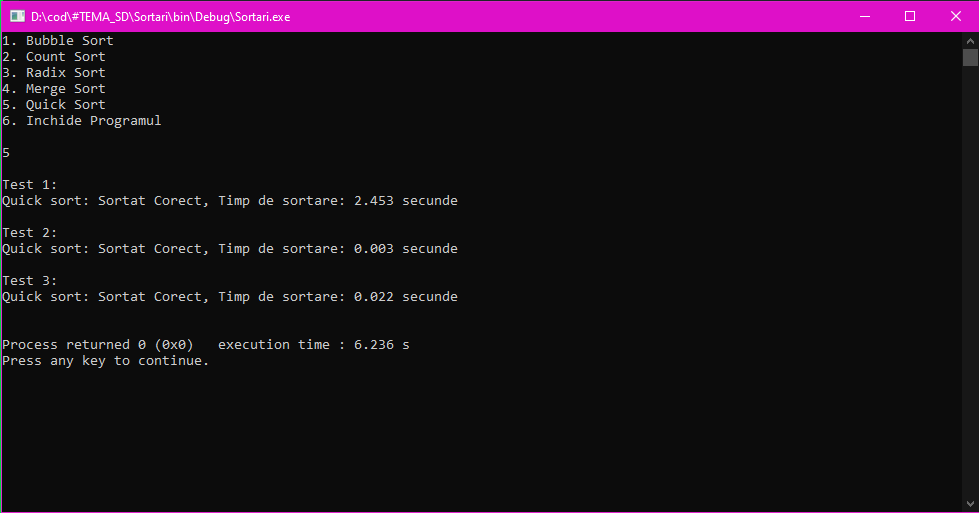 D:\cod\#TEMA_SD\Sortari\bin\Debug\Sortari.exe
1. Bubble Sort
2. Count Sort
3. Radix Sort
4. Merge Sort
5. Quick Sort
6. Inchide Programul
5
Test 1:
Quick sort: Sortat Corect, Timp de sortare: 2.453 secunde
Test 2:
Quick sort: Sortat Corect, Timp de sortare: 0.003 secunde
Test 3:
Quick sort: Sortat Corect, Timp de sortare: 0.022 secunde
Process returned 0 (0x0)   execution time : 6.236 s
Press any key to continue.